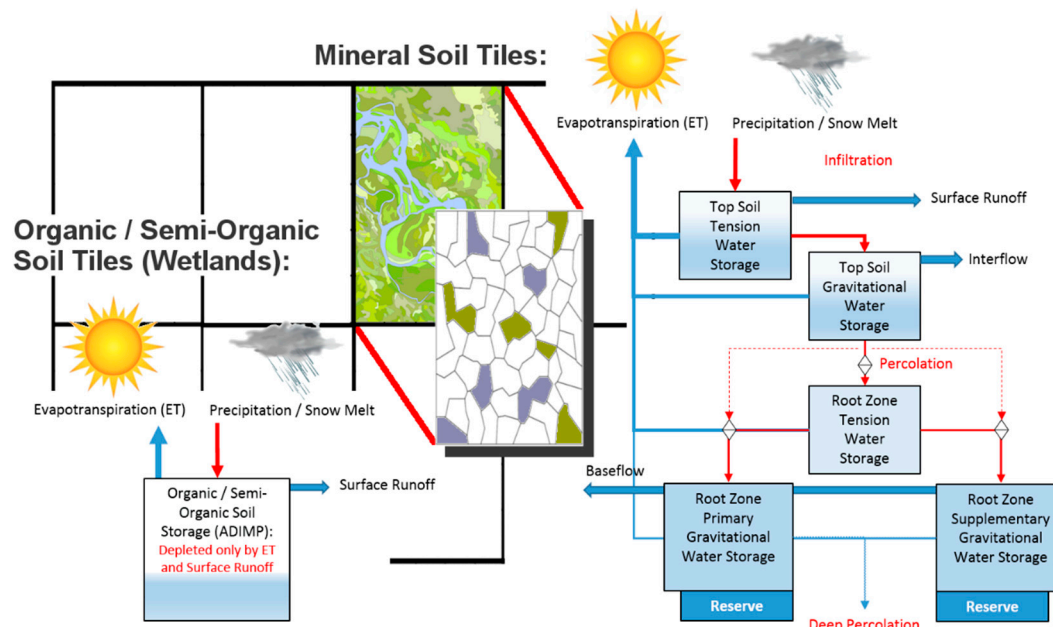 Mineral Soil Tiles:
Evapotranspiration (ET)
Precipitation / Snow Melt
Infiltration
Top Soil
Tension
Water
Storage
Surface Runoff
Top Soil
Gravitational
Water
Storage
Interflow
Percolation
Root Zone
Tension
Water
Storage
Baseflow
Root Zone
Primary
Gravitational
Water Storage
Reserve
Root Zone
Supplementary
Gravitational
Water Storage
Reserve
Deep Percolation
Organic / Semi-Organic
Soil Tiles (Wetlands):
Evapotranspiration (ET)
Precipitation / Snow Melt
Organic / Semi-
Organic Soil
Storage (ADIMP):
Depleted only by ET
and Surface Runoff
Surface Runoff